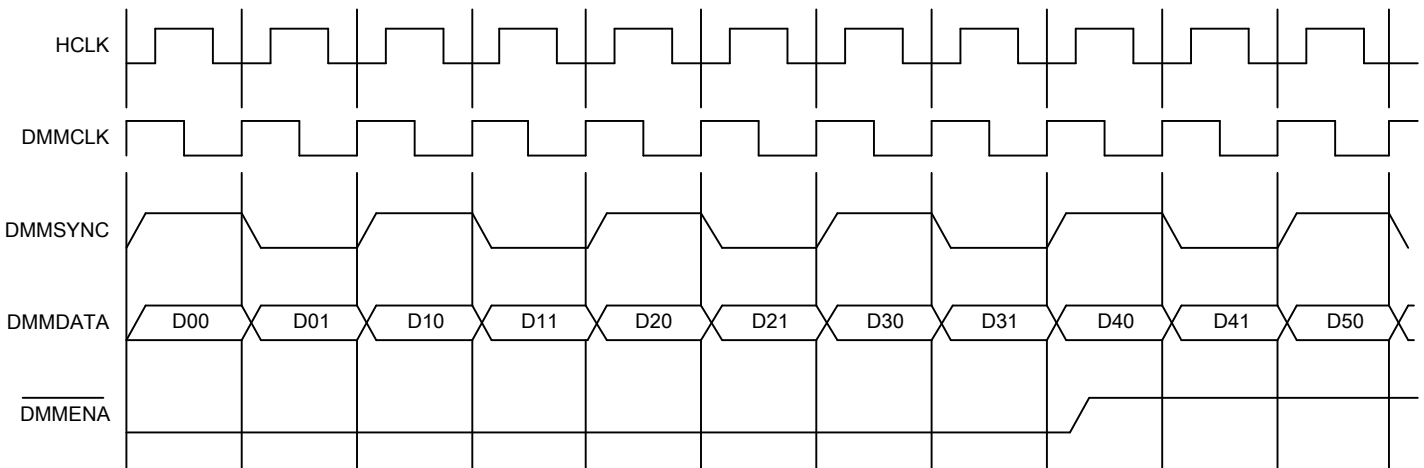 HCLK
DMMCLK
DMMSYNC
DMMDATA D00 D01 D10 D11 D20 D21 D30 D31 D40 D41 D50
DMMENA